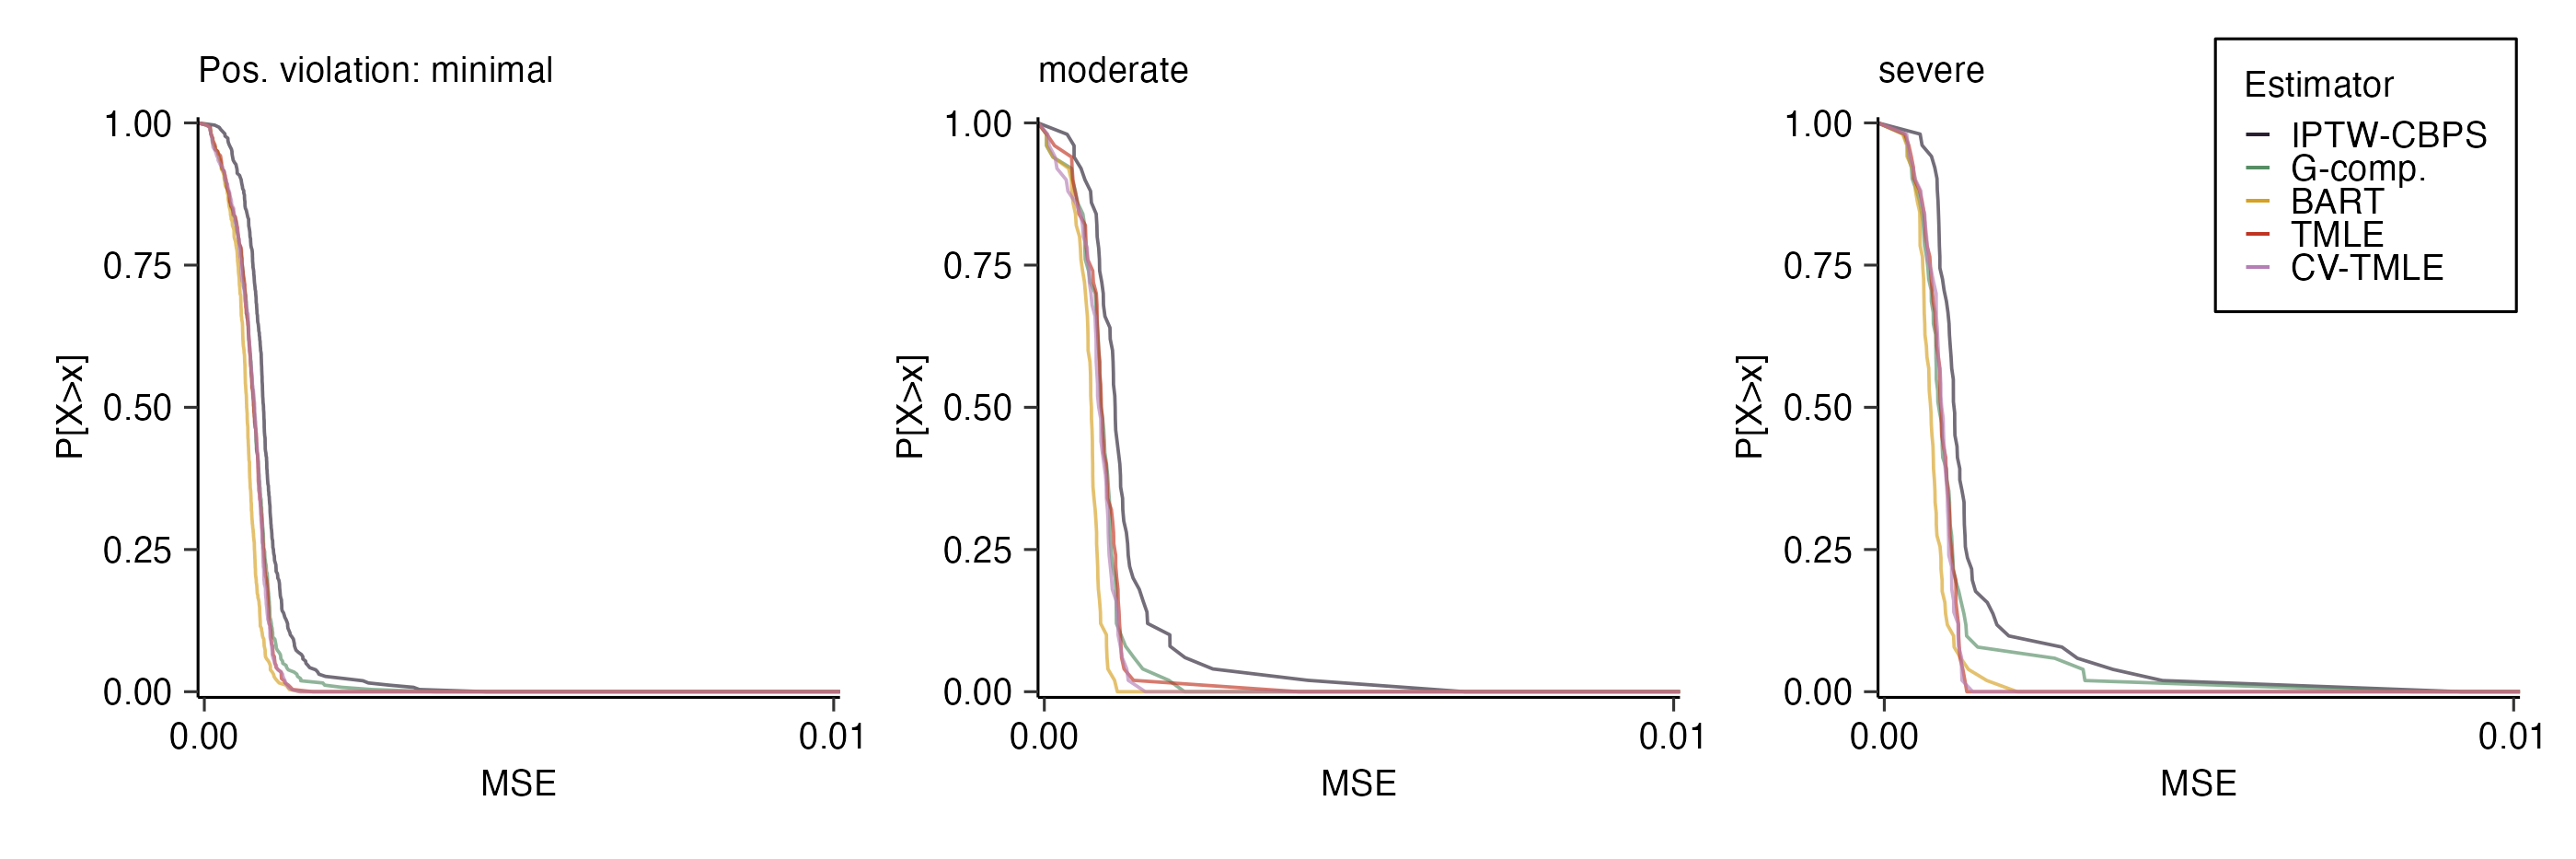 Pos. violation: minimal
1.00
0.75
0.50
0.25
0.00
P[X>x]
0.00
0.01
MSE
moderate
1.00
0.75
0.50
0.25
0.00
P[X>x]
0.00
0.01
MSE
severe
1.00
0.75
0.50
0.25
0.00
P[X>x]
0.00
0.01
MSE
Estimator
IPTW-CBPS
G-comp.
BART
TMLE
CV-TMLE